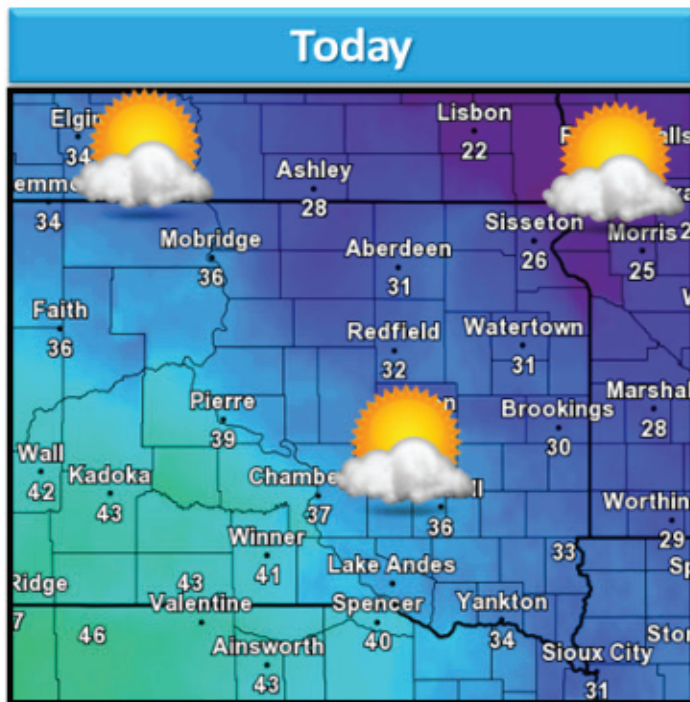 Today
Lisbon
22
Elgin
34
Ashley
28
34
Sisseton
26
Morris
25
Mobridge
36
Aberdeen
31
Faith
36
Redfield
32
Watertown
31
Pierre
39
Brookings
30
28
Wall
42
Kadoka
43
37
36
29
Winner
41
33
Ridge
43
Lake Andes
Valentine
Spencer
40
Yankton
34
46
Ainsworth
43
Sioux City
31